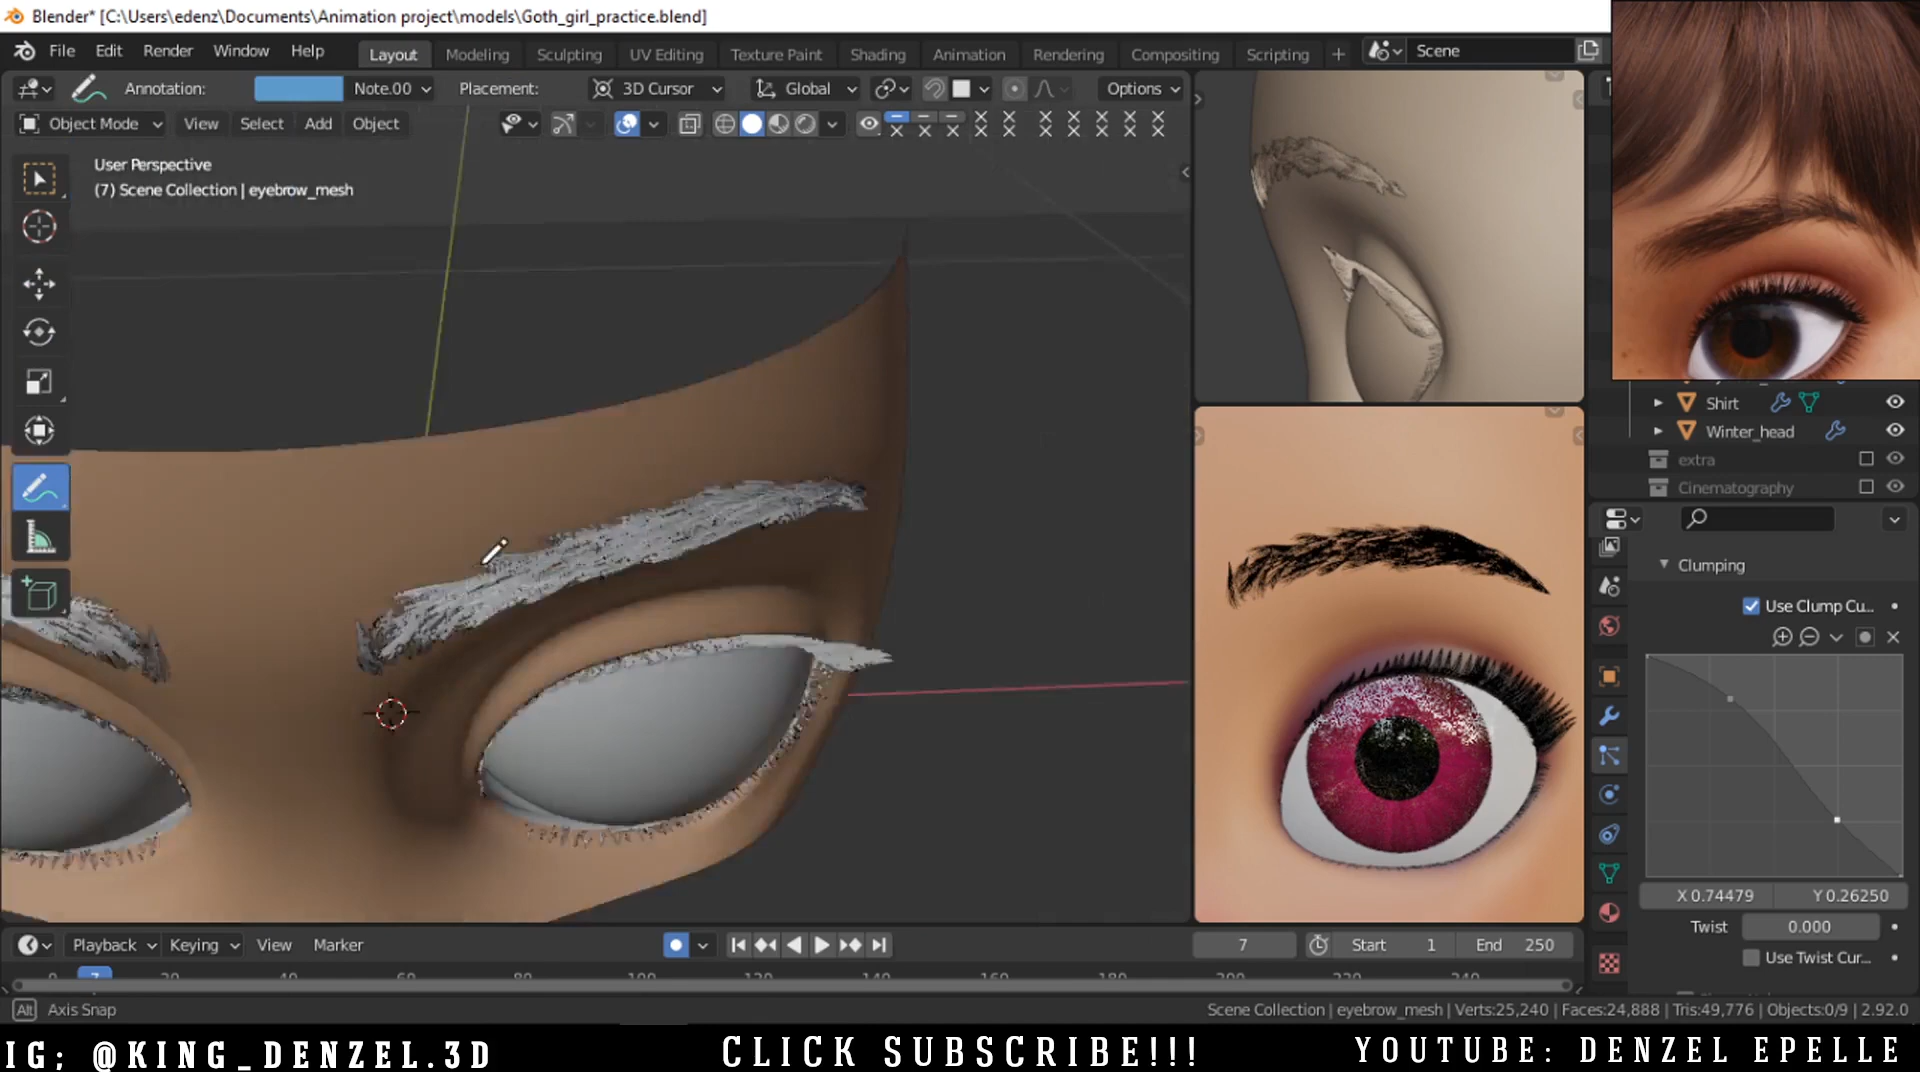 Blender* [C:\Users\edenz\Documents\Animation project\models\Goth_girl_practice.blend]
File Edit Render Window Help Layout Modeling Sculpting UV Editing Texture Paint Shading Animation Rendering Compositing Scripting + Scene
Annotation: Note.00 Placement: 3D Cursor Global Options
Object Mode View Select Add Object
User Perspective
(7) Scene Collection | eyebrow_mesh
Shirt
Winter_head
extra
Cinematography
Clumping
Use Clump Cu...
X 0.74479 Y 0.26250
Twist 0.000
Use Twist Cur...
Playback Keying View Marker 7 Start 1 End 250
7
Alt Axis Snap Scene Collection | eyebrow_mesh | Verts:25,240 | Faces:24,888 | Tris:49,776 | Objects:0/9 | 2.92.0
IG; @KING_DENZEL.3D CLICK SUBSCRIBE!!! YOUTUBE: DENZEL EPELLE